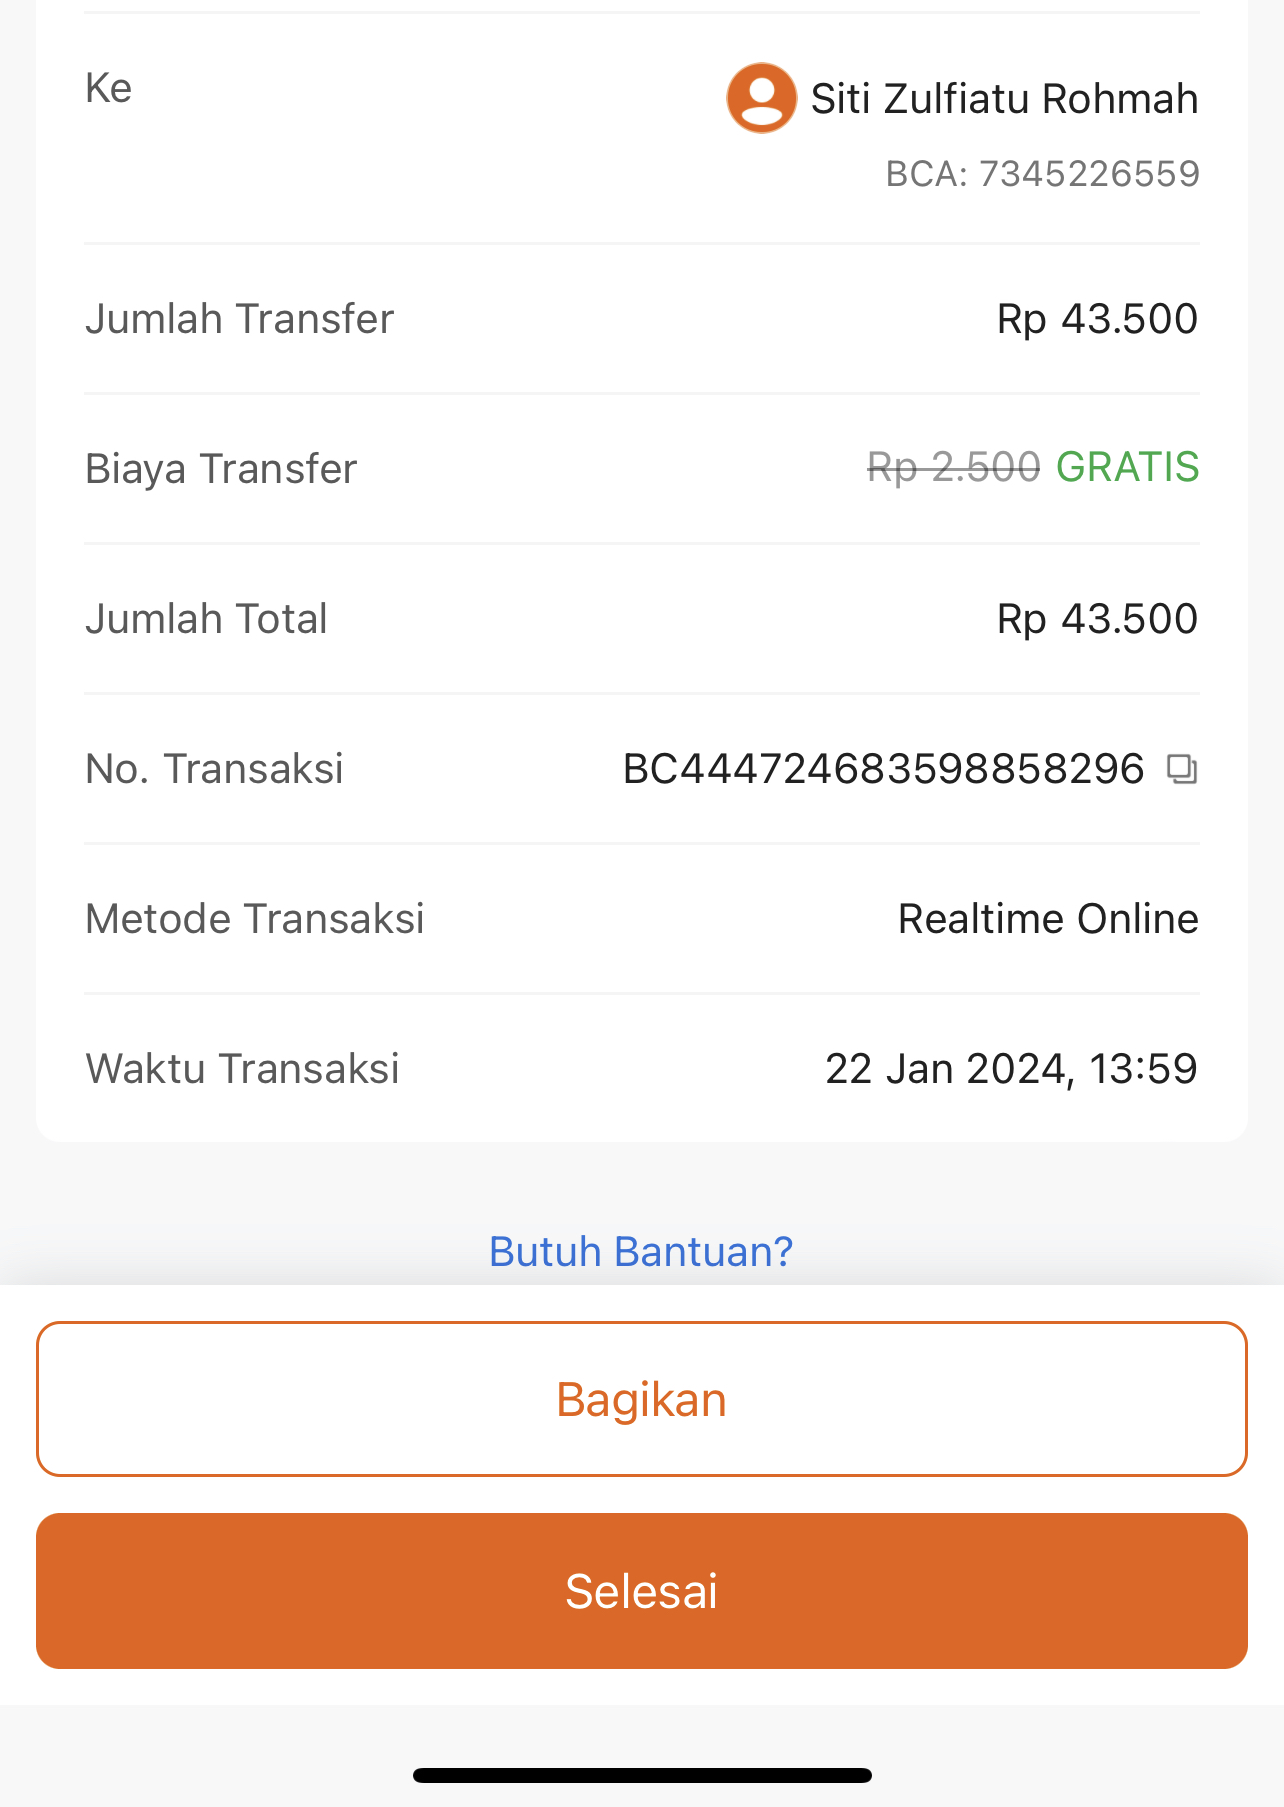 Ke
Siti Zulfiatu Rohmah
BCA: 7345226559
Jumlah Transfer Rp 43.500
Biaya Transfer Rp 2.500 GRATIS
Jumlah Total Rp 43.500
No. Transaksi BC444724683598858296
Metode Transaksi Realtime Online
Waktu Transaksi 22 Jan 2024, 13:59
Butuh Bantuan?
Bagikan
Selesai